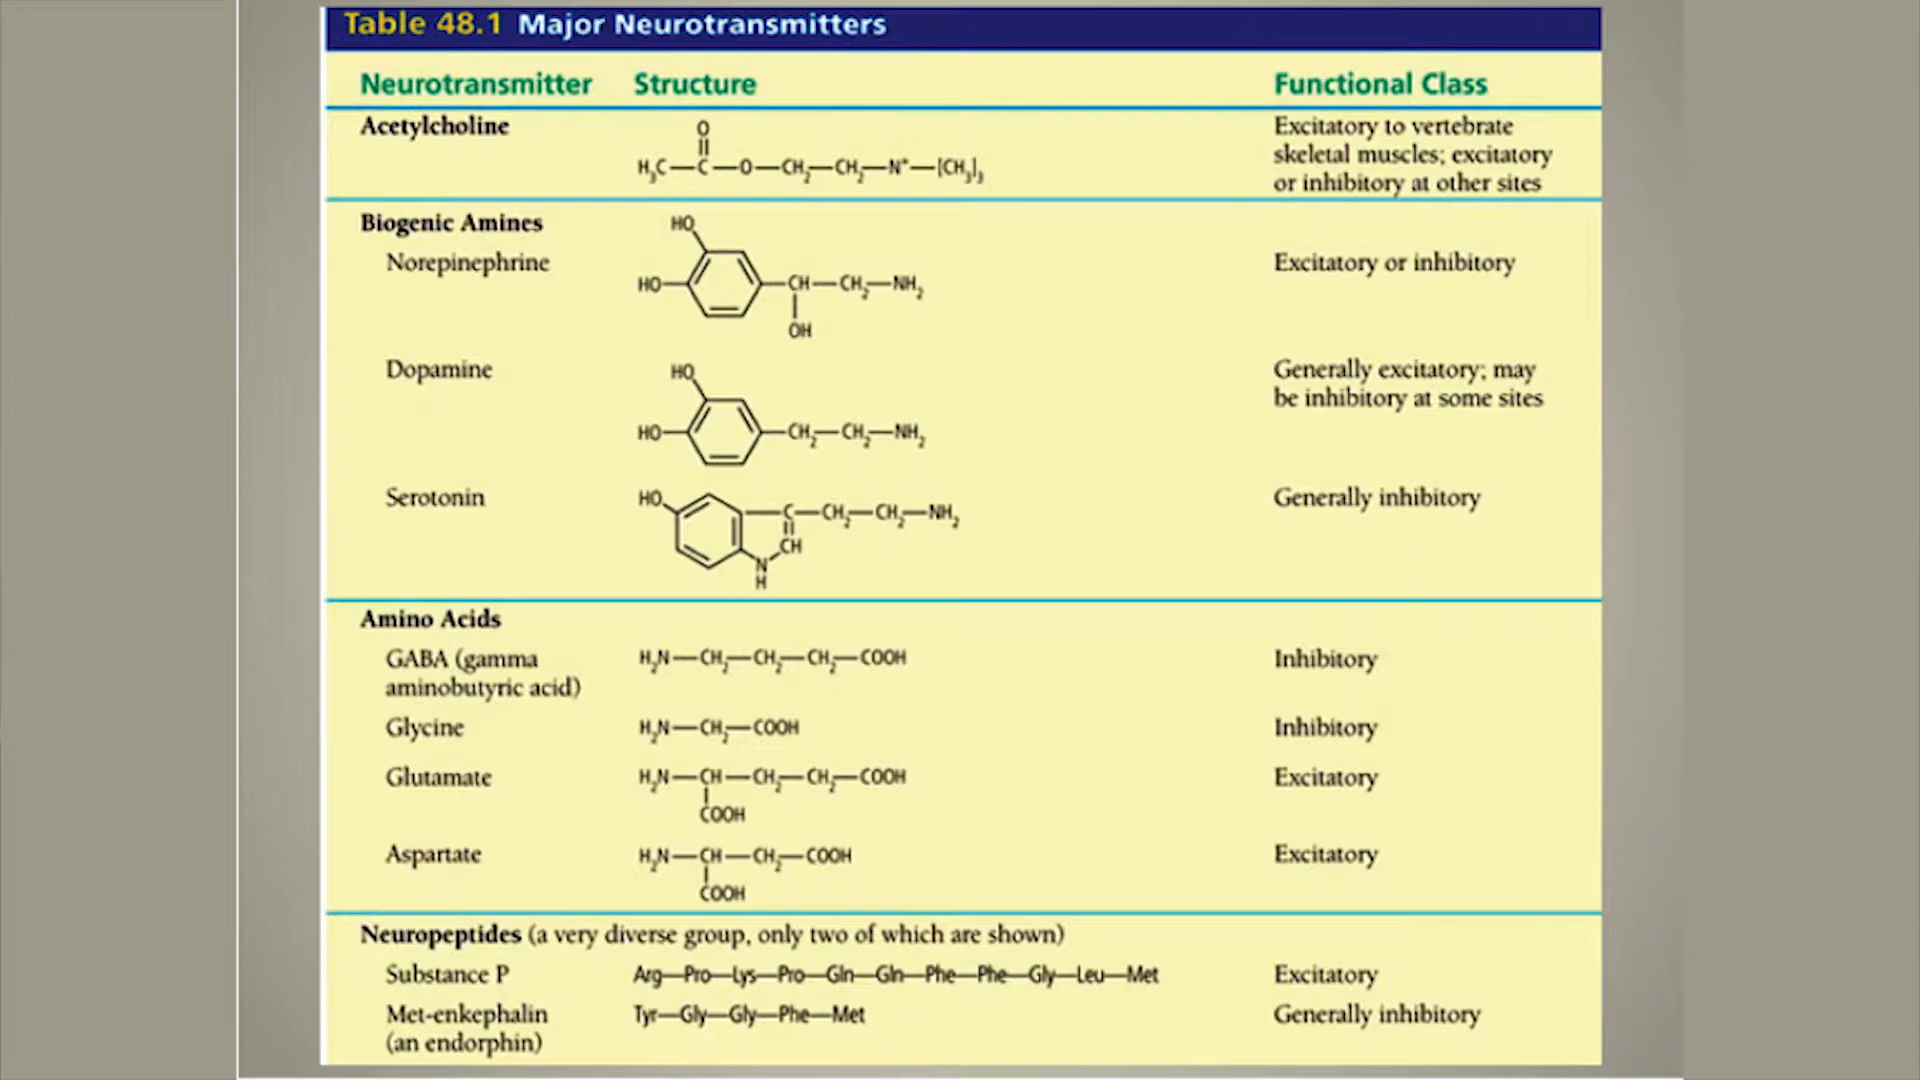 Table 48.1 Major Neurotransmitters
Neurotransmitter Structure Functional Class
Acetylcholine
O
H₃C—C—O—CH₂—CH₂—N⁺—[CH₃]₃
Excitatory to vertebrate
skeletal muscles; excitatory
or inhibitory at other sites
Biogenic Amines
Norepinephrine
HO
HO
CH—CH₂—NH₂
OH
Excitatory or inhibitory
Dopamine
HO
HO
CH₂—CH₂—NH₂
Generally excitatory; may
be inhibitory at some sites
Serotonin
HO
C—CH₂—CH₂—NH₂
CH
N
H
Generally inhibitory
Amino Acids
GABA (gamma
aminobutyric acid)
H₂N—CH₂—CH₂—CH₂—COOH
Inhibitory
Glycine
H₂N—CH₂—COOH
Inhibitory
Glutamate
H₂N—CH—CH₂—CH₂—COOH
COOH
Excitatory
Aspartate
H₂N—CH—CH₂—COOH
COOH
Excitatory
Neuropeptides (a very diverse group, only two of which are shown)
Substance P
Arg—Pro—Lys—Pro—Gln—Gln—Phe—Phe—Gly—Leu—Met
Excitatory
Met-enkephalin
(an endorphin)
Tyr—Gly—Gly—Phe—Met
Generally inhibitory